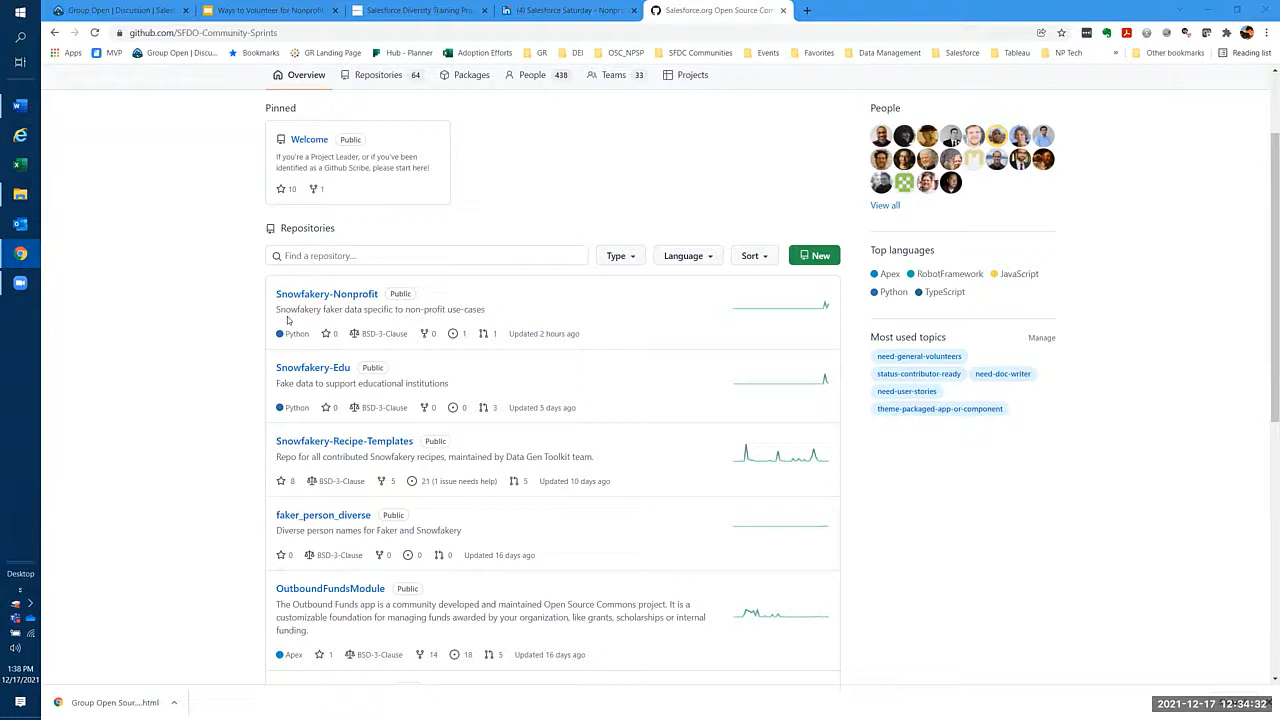 Group Open | Discussion | Salesfo
Ways to Volunteer for Nonprofit
Salesforce Diversity Training Pro
(4) Salesforce Saturday – Nonpro
Salesforce.org Open Source Com
github.com/SFDO-Community-Sprints
Apps
MVP
Group Open | Discu...
Bookmarks
GR Landing Page
Hub - Planner
Adoption Efforts
GR
DEI
OSC_NPSP
SFDC Communities
Events
Favorites
Data Management
Salesforce
Tableau
NP Tech
»
Other bookmarks
Reading list
Overview
Repositories 64
Packages
People 438
Teams 33
Projects
Pinned
Welcome Public
If you're a Project Leader, or if you've been
identified as a Github Scribe, please start here!
10 1
Repositories
Find a repository...
Type
Language
Sort
New
Snowfakery-Nonprofit Public
Snowfakery faker data specific to non-profit use-cases
Python 0 BSD-3-Clause 0 1 1 Updated 2 hours ago
Snowfakery-Edu Public
Fake data to support educational institutions
Python 0 BSD-3-Clause 0 0 3 Updated 5 days ago
Snowfakery-Recipe-Templates Public
Repo for all contributed Snowfakery recipes, maintained by Data Gen Toolkit team.
8 BSD-3-Clause 5 21 (1 issue needs help) 5 Updated 10 days ago
faker_person_diverse Public
Diverse person names for Faker and Snowfakery
0 BSD-3-Clause 0 0 0 Updated 16 days ago
OutboundFundsModule Public
The Outbound Funds app is a community developed and maintained Open Source Commons project. It is a
customizable foundation for managing funds awarded by your organization, like grants, scholarships or internal
funding.
Apex 1 BSD-3-Clause 14 18 5 Updated 16 days ago
People
View all
Top languages
Apex RobotFramework JavaScript
Python TypeScript
Most used topics
Manage
need-general-volunteers
status-contributor-ready need-doc-writer
need-user-stories
theme-packaged-app-or-component
Desktop
1:38 PM
12/17/2021
Group Open Sour....html
2021-12-17 12:34:32